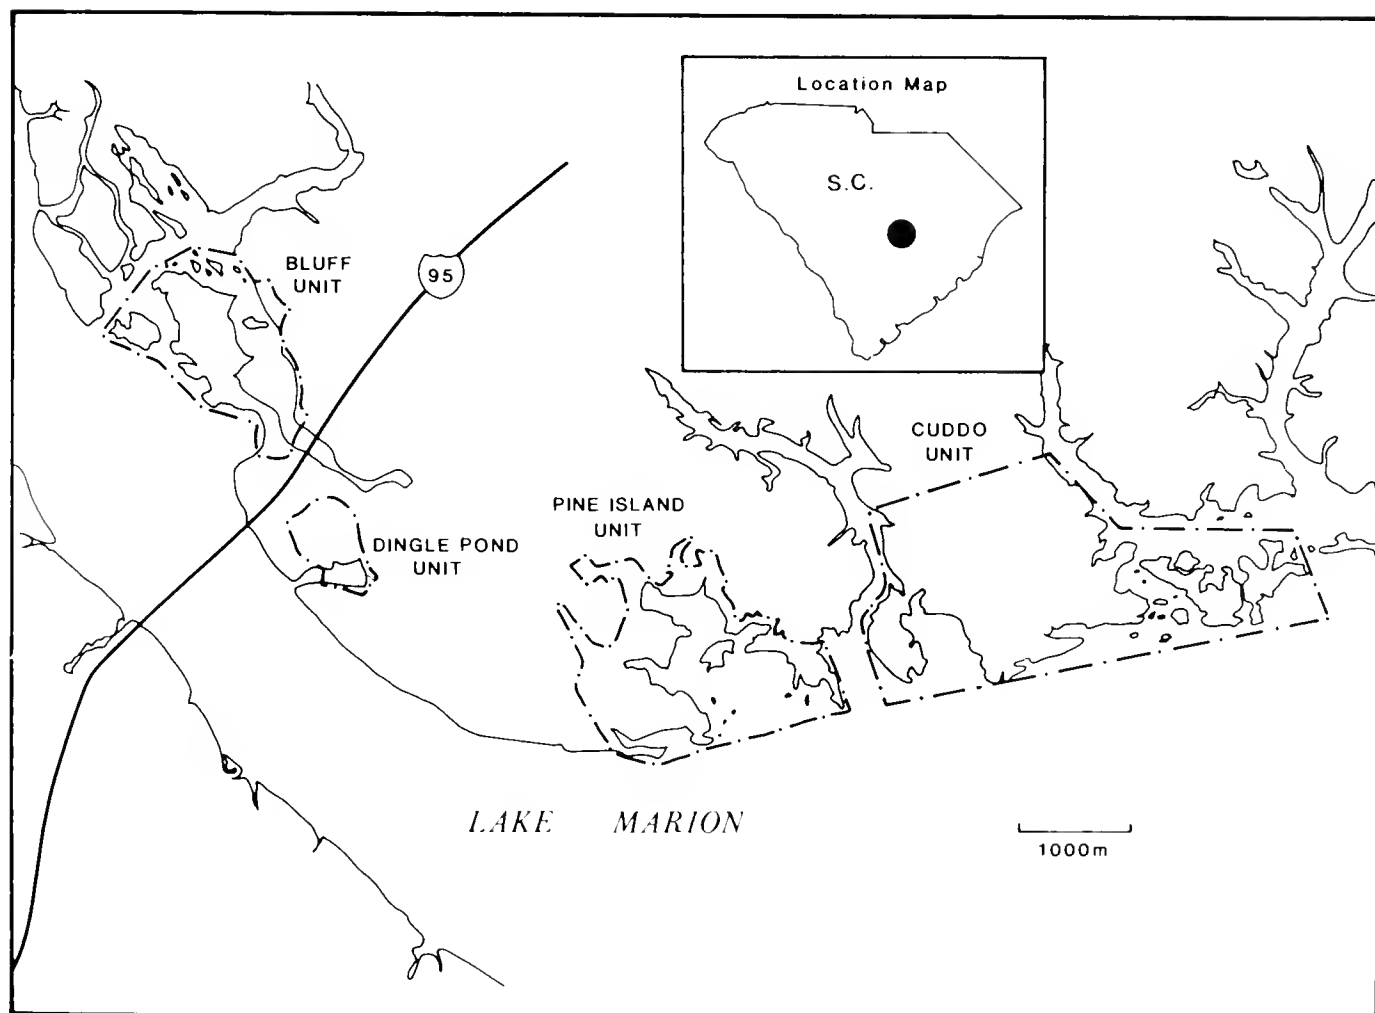 Location Map
S.C.
BLUFF
UNIT
95
CUDDO
UNIT
PINE ISLAND
UNIT
DINGLE POND
UNIT
LAKE MARION
1000m